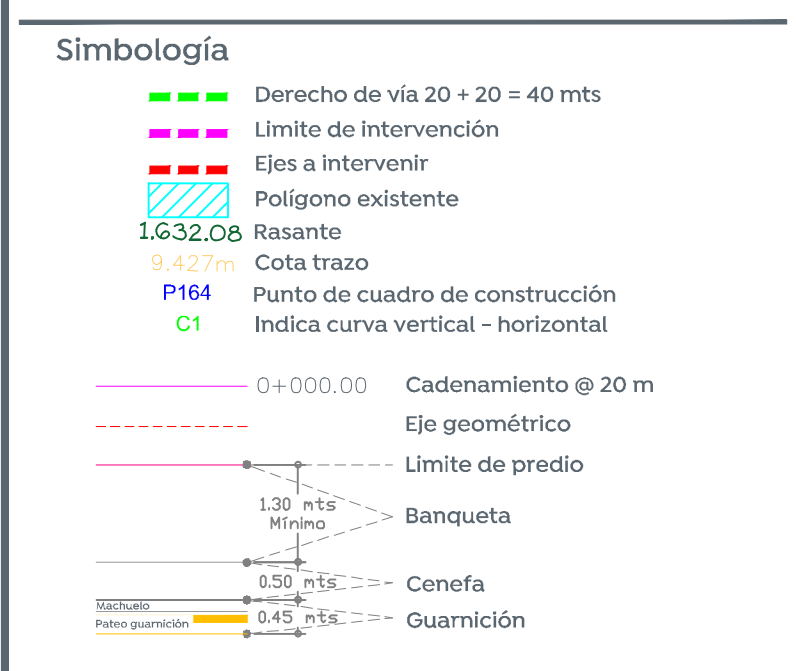 Simbología
Derecho de vía 20 + 20 = 40 mts
Limite de intervención
Ejes a intervenir
Polígono existente
1.632.08 Rasante
9.427m Cota trazo
P164 Punto de cuadro de construcción
C1 Indica curva vertical - horizontal
0+000.00 Cadenamiento @ 20 m
Eje geométrico
Limite de predio
1.30 mts
Mínimo
Banqueta
0.50 mts Cenefa
Machuelo
Pateo guarnición 0.45 mts Guarnición